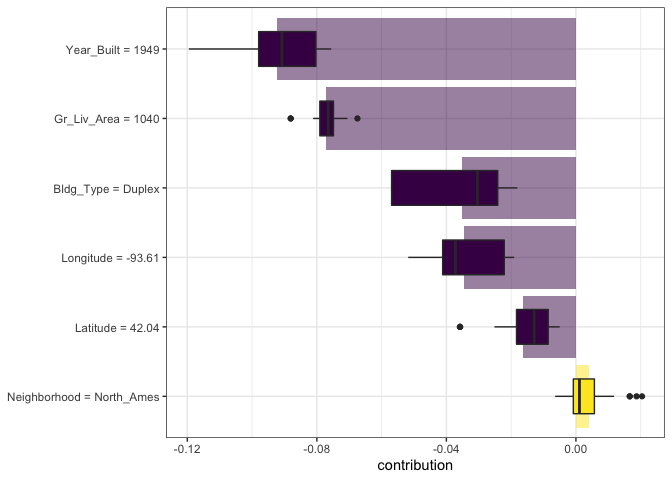 Year_Built = 1949
Gr_Liv_Area = 1040
Bldg_Type = Duplex
Longitude = -93.61
Latitude = 42.04
Neighborhood = North_Ames
-0.12 -0.08 -0.04 0.00
contribution